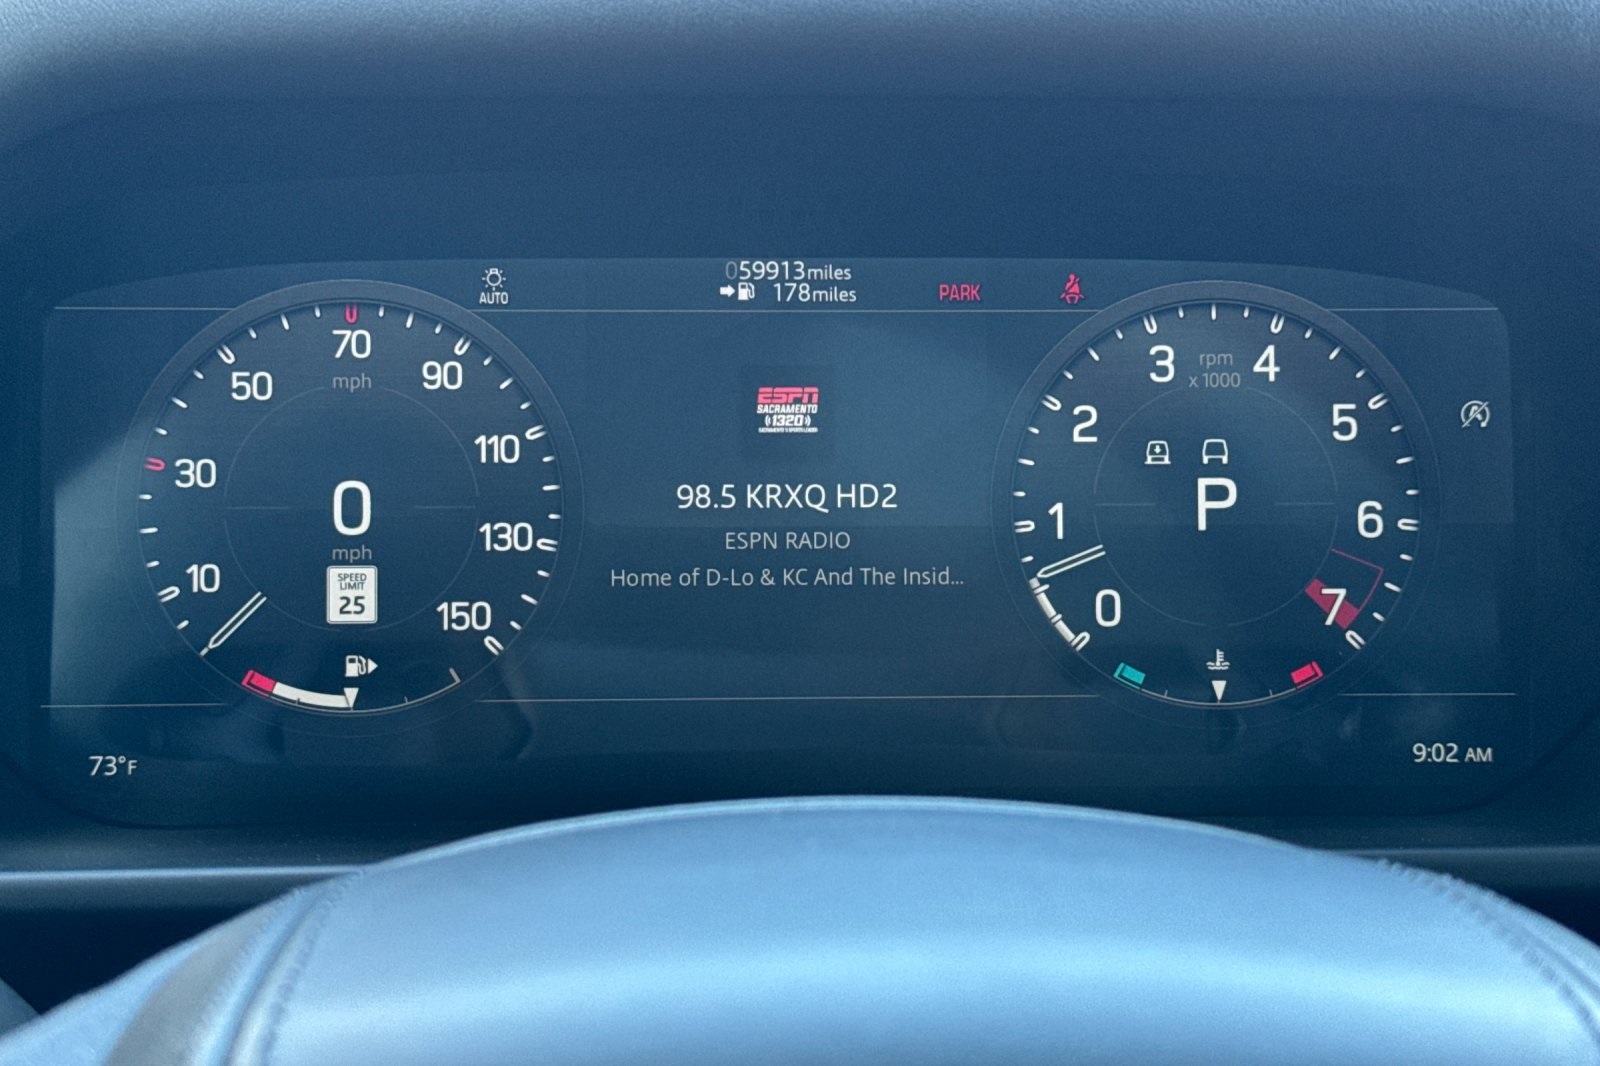 059913miles
178miles
AUTO
PARK
70
mph
50
90
30
110
10
130
150
0
mph
SPEED
LIMIT
25
ESPN
SACRAMENTO
1320
98.5 KRXQ HD2
ESPN RADIO
Home of D-Lo & KC And The Insid...
3
rpm
x 1000
4
2
5
1
6
0
7
P
A
73°F
9:02 AM